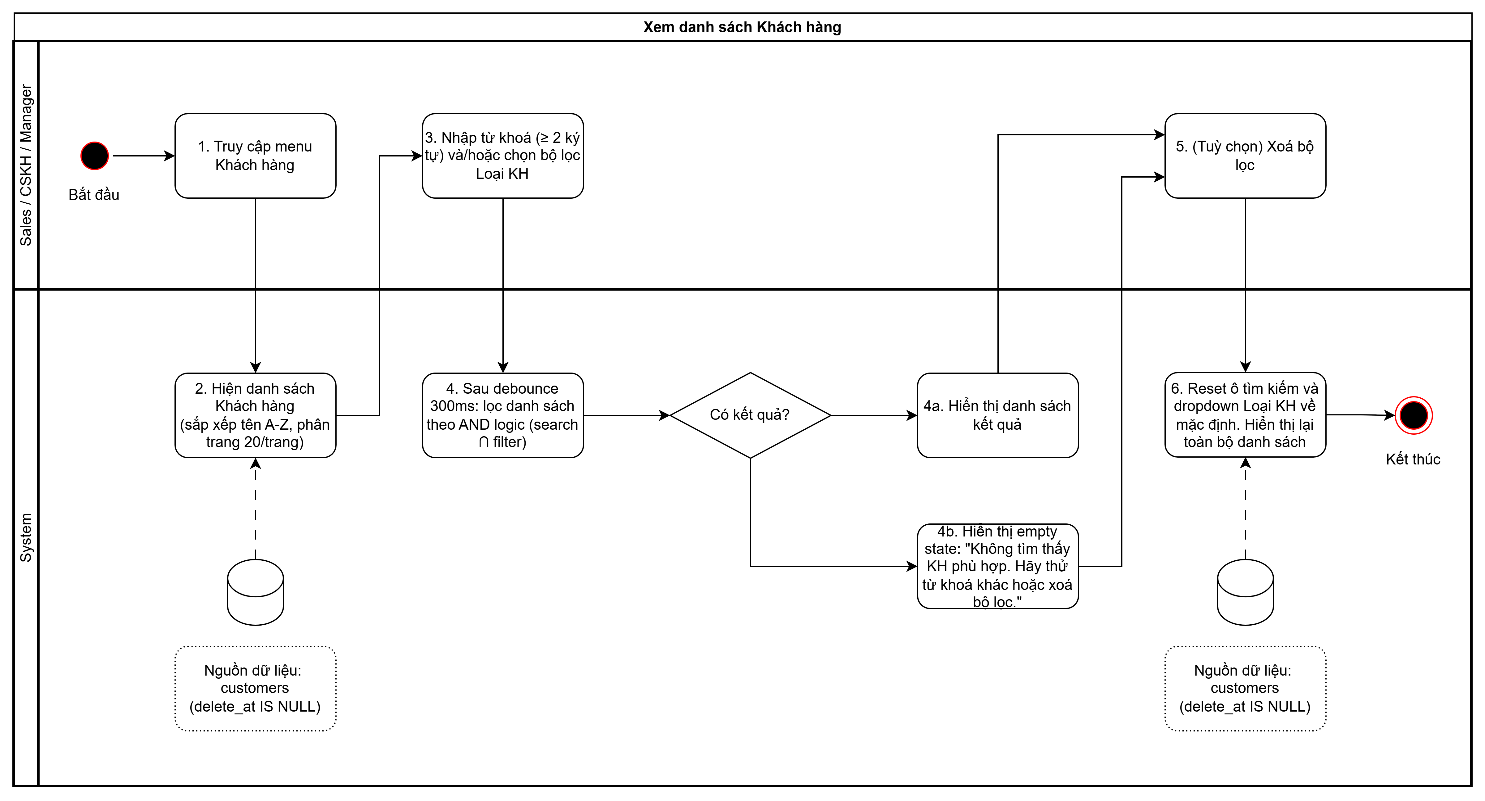 Xem danh sách Khách hàng
Sales / CSKH / Manager
Bắt đầu
1. Truy cập menu
Khách hàng
3. Nhập từ khoá (≥ 2 ký
tự) và/hoặc chọn bộ lọc
Loại KH
5. (Tuỳ chọn) Xoá bộ
lọc
System
2. Hiện danh sách
Khách hàng
(sắp xếp tên A-Z, phân
trang 20/trang)
4. Sau debounce
300ms: lọc danh sách
theo AND logic (search
∩ filter)
Có kết quả?
4a. Hiển thị danh sách
kết quả
4b. Hiển thị empty
state: "Không tìm thấy
KH phù hợp. Hãy thử
từ khoá khác hoặc xoá
bộ lọc."
6. Reset ô tìm kiếm và
dropdown Loại KH về
mặc định. Hiển thị lại
toàn bộ danh sách
Kết thúc
Nguồn dữ liệu:
customers
(delete_at IS NULL)
Nguồn dữ liệu:
customers
(delete_at IS NULL)